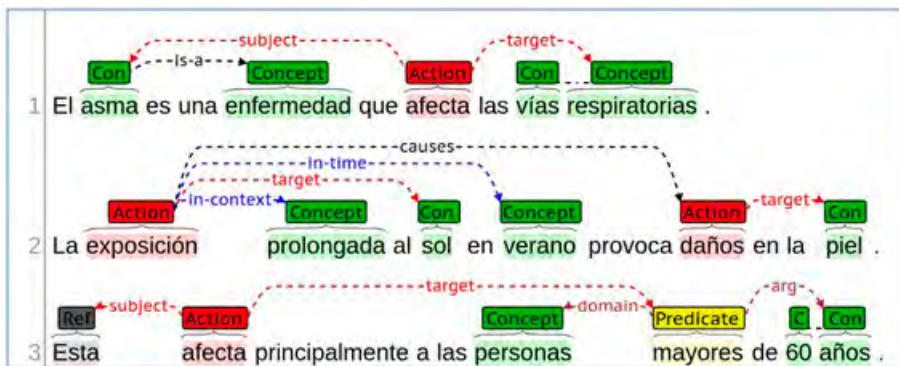 subject target
is-a
Con Concept Action Con Concept
1 El asma es una enfermedad que afecta las vías respiratorias .
causes
in-time
target
in-context target
Action Concept Con Concept Action Con
2 La exposición prolongada al sol en verano provoca daños en la piel .
target
subject domain arg
Ref Action Concept Predicate C Con
3 Esta afecta principalmente a las personas mayores de 60 años .